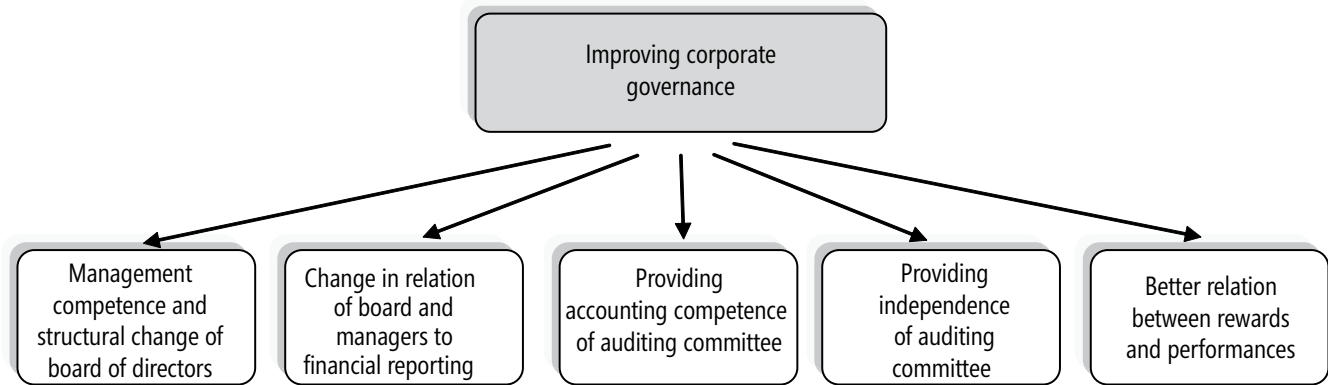 Improving corporate
governance
Management
competence and
structural change of
board of directors
Change in relation
of board and
managers to
financial reporting
Providing
accounting competence
of auditing committee
Providing
independence
of auditing
committee
Better relation
between rewards
and performances